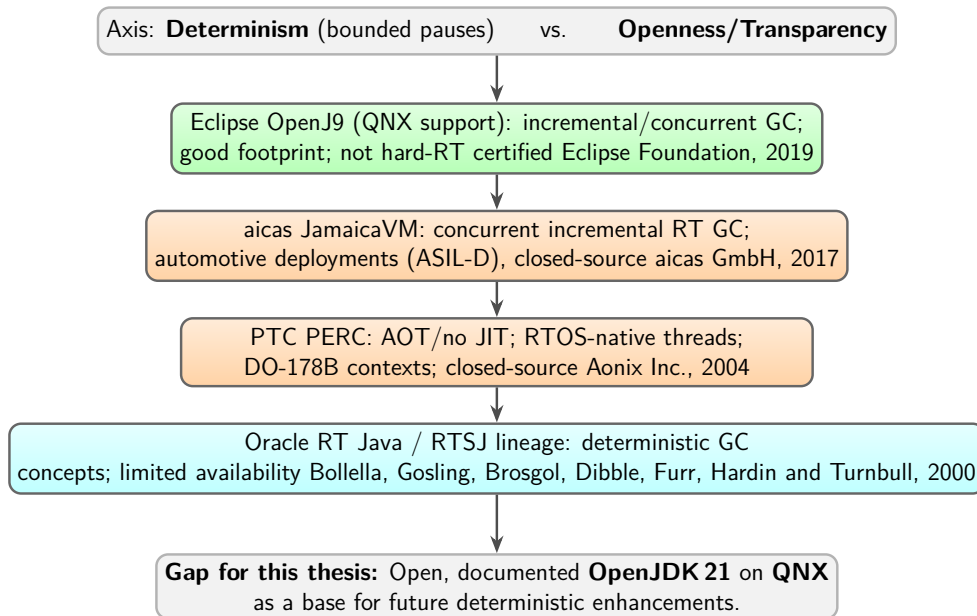 Axis: Determinism (bounded pauses) vs. Openness/Transparency
Eclipse OpenJ9 (QNX support): incremental/concurrent GC;
good footprint; not hard-RT certified Eclipse Foundation, 2019
aicas JamaicaVM: concurrent incremental RT GC;
automotive deployments (ASIL-D), closed-source aicas GmbH, 2017
PTC PERC: AOT/no JIT; RTOS-native threads;
DO-178B contexts; closed-source Aonix Inc., 2004
Oracle RT Java / RTSJ lineage: deterministic GC
concepts; limited availability Bollella, Gosling, Brosgol, Dibble, Furr, Hardin and Turnbull, 2000
Gap for this thesis: Open, documented OpenJDK 21 on QNX
as a base for future deterministic enhancements.